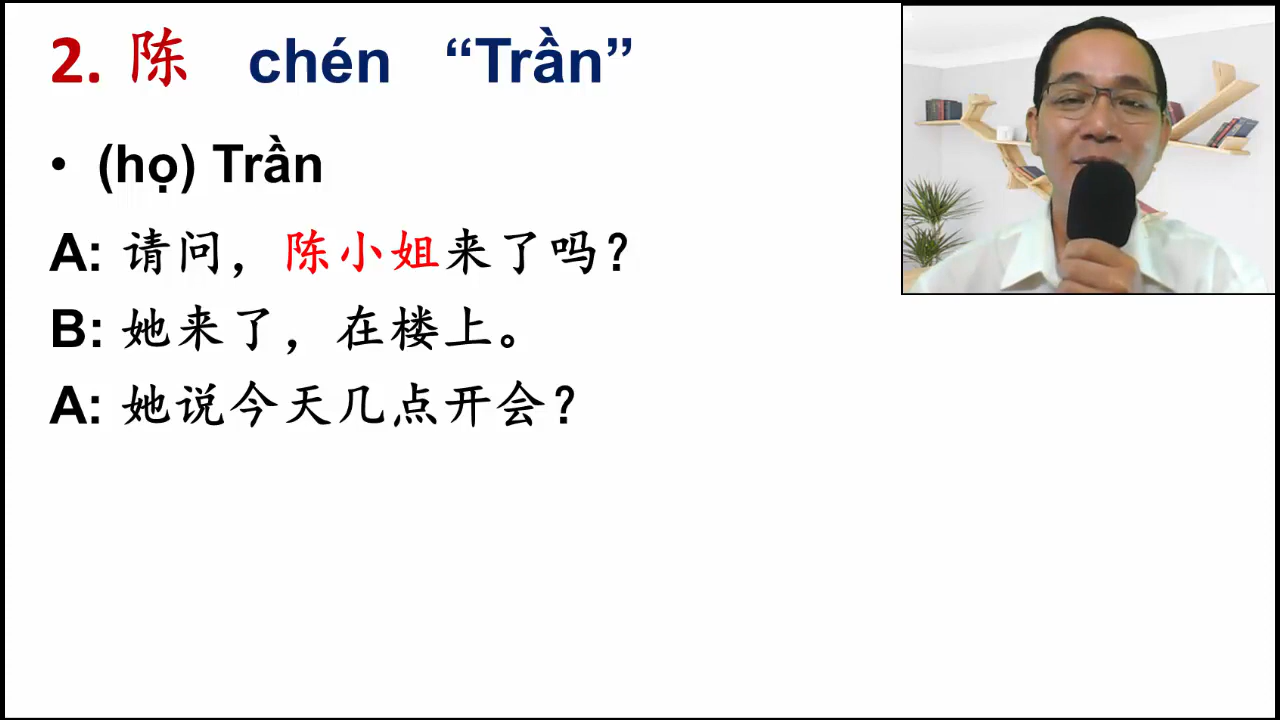 2. 陈 chén “Trần”
• (họ) Trần
A: 请问，陈小姐来了吗？
B: 她来了，在楼上。
A: 她说今天几点开会？